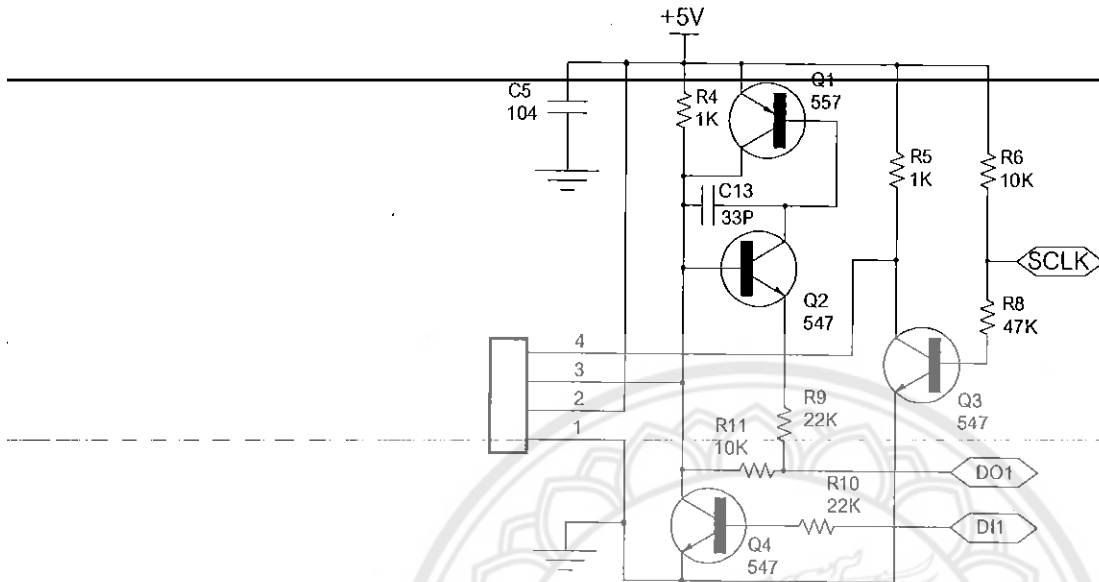 +5V
C5
104
R4
1K
Q1
557
R5
1K
R6
10K
C13
33P
SCLK
Q2
547
R8
47K
4
3
2
1
Q3
547
R9
22K
R11
10K
DO1
R10
22K
DI1
Q4
547